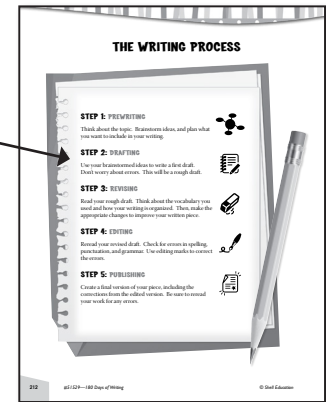 THE WRITING PROCESS
STEP 1: PREWRITING
Think about the topic. Brainstorm ideas, and plan what
you want to include in your writing.
STEP 2: DRAFTING
Use your brainstormed ideas to write a first draft.
Don't worry about errors. This will be a rough draft.
STEP 3: REVISING
Read your rough draft. Think about the vocabulary you
used and how your writing is organized. Then, make the
appropriate changes to improve your written piece.
STEP 4: EDITING
Reread your revised draft. Check for errors in spelling,
punctuation, and grammar. Use editing marks to correct
the errors.
STEP 5: PUBLISHING
Create a final version of your piece, including the
corrections from the edited version. Be sure to reread
your work for any errors.
212 #51529—180 Days of Writing © Shell Education